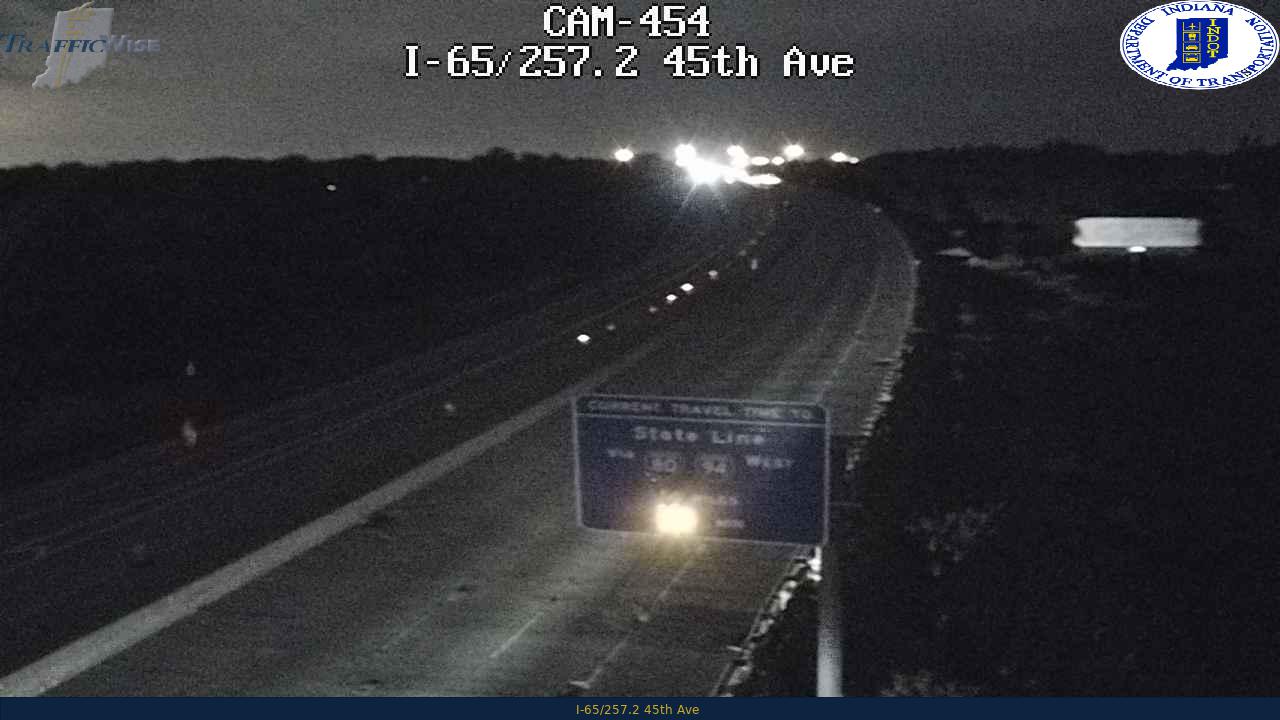 CAM-454
I-65/257.2 45th Ave
TRAFFICWISE
INDIANA
DEPARTMENT OF TRANSPORTATION
INDOT
CURRENT TRAVEL TIME TO
State Line
VIA 80 94 WEST
MIN
I-65/257.2 45th Ave